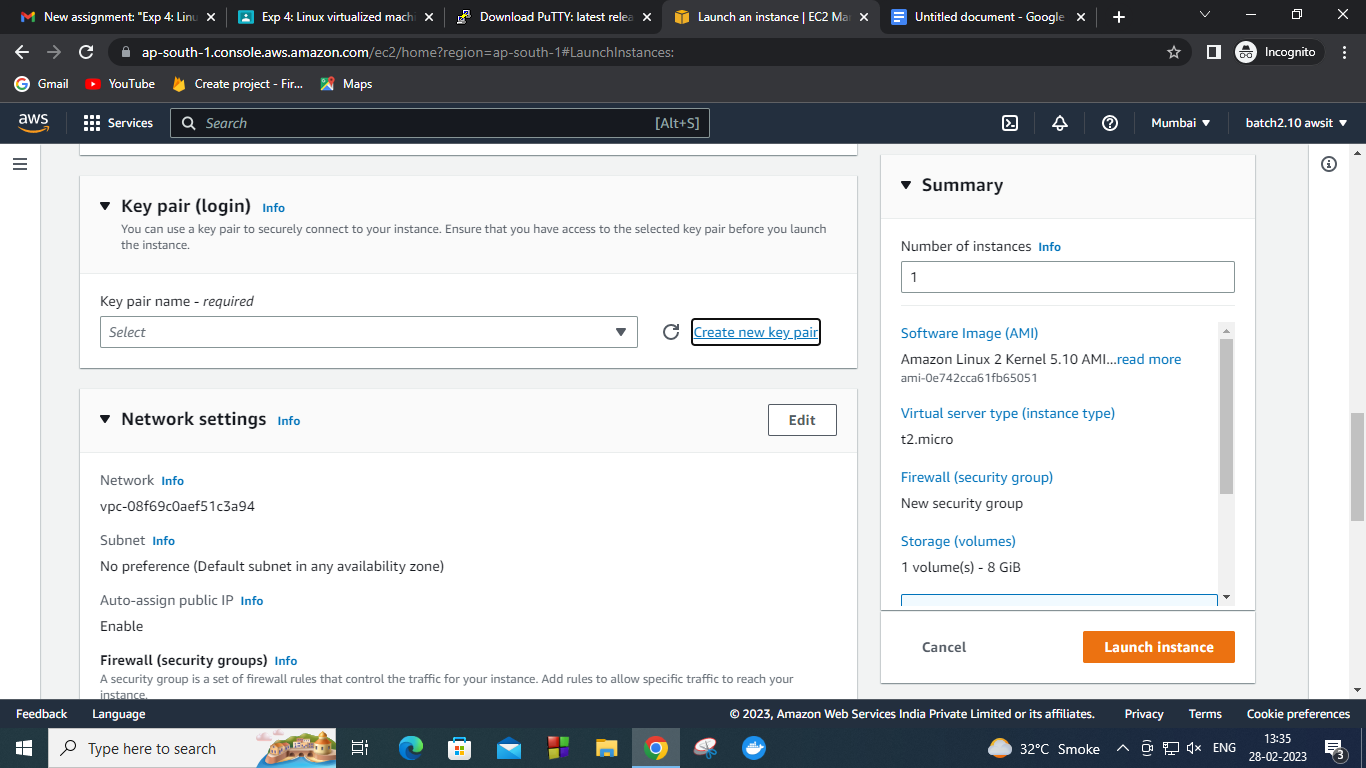 New assignment: "Exp 4: Linu
Exp 4: Linux virtualized machi
Download PuTTY: latest relea
Launch an instance | EC2 Ma
Untitled document - Google
ap-south-1.console.aws.amazon.com/ec2/home?region=ap-south-1#LaunchInstances:
Incognito
Gmail
YouTube
Create project - Fir...
Maps
aws
Services
Search
[Alt+S]
Mumbai
batch2.10 awsit
Key pair (login) Info
You can use a key pair to securely connect to your instance. Ensure that you have access to the selected key pair before you launch
the instance.
Key pair name - required
Select
Create new key pair
Network settings Info
Edit
Network Info
vpc-08f69c0aef51c3a94
Subnet Info
No preference (Default subnet in any availability zone)
Auto-assign public IP Info
Enable
Firewall (security groups) Info
A security group is a set of firewall rules that control the traffic for your instance. Add rules to allow specific traffic to reach your
instance.
Summary
Number of instances Info
1
Software Image (AMI)
Amazon Linux 2 Kernel 5.10 AMI...read more
ami-0e742cca61fb65051
Virtual server type (instance type)
t2.micro
Firewall (security group)
New security group
Storage (volumes)
1 volume(s) - 8 GiB
Cancel
Launch instance
Feedback
Language
© 2023, Amazon Web Services India Private Limited or its affiliates.
Privacy
Terms
Cookie preferences
Type here to search
32°C Smoke
ENG
13:35
28-02-2023
3